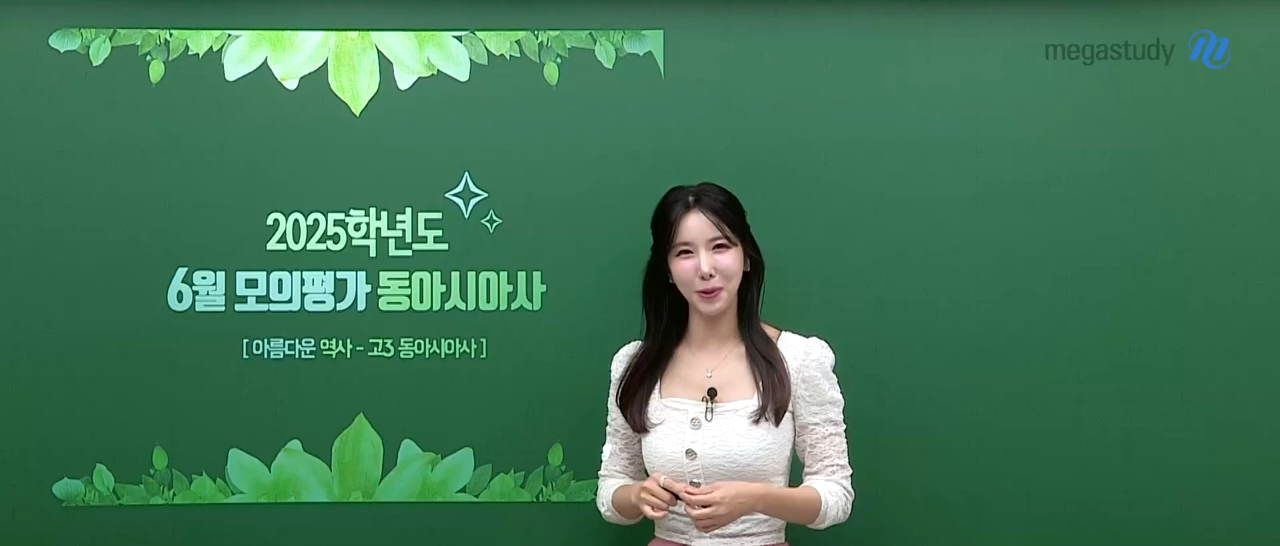 megastudy
2025학년도
6월 모의평가 동아시아사
[ 아름다운 역사 - 고3 동아시아사 ]